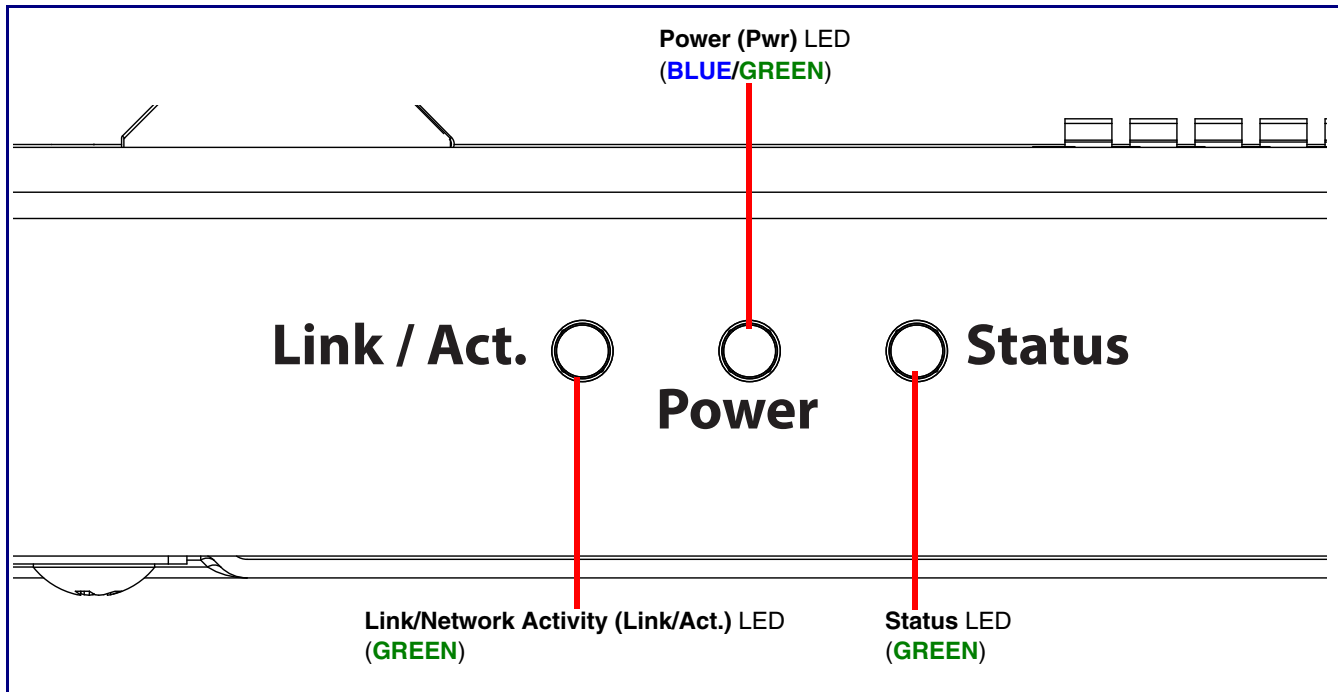 Power (Pwr) LED
(BLUE/GREEN)
Link / Act.
Status
Power
Link/Network Activity (Link/Act.) LED
(GREEN)
Status LED
(GREEN)